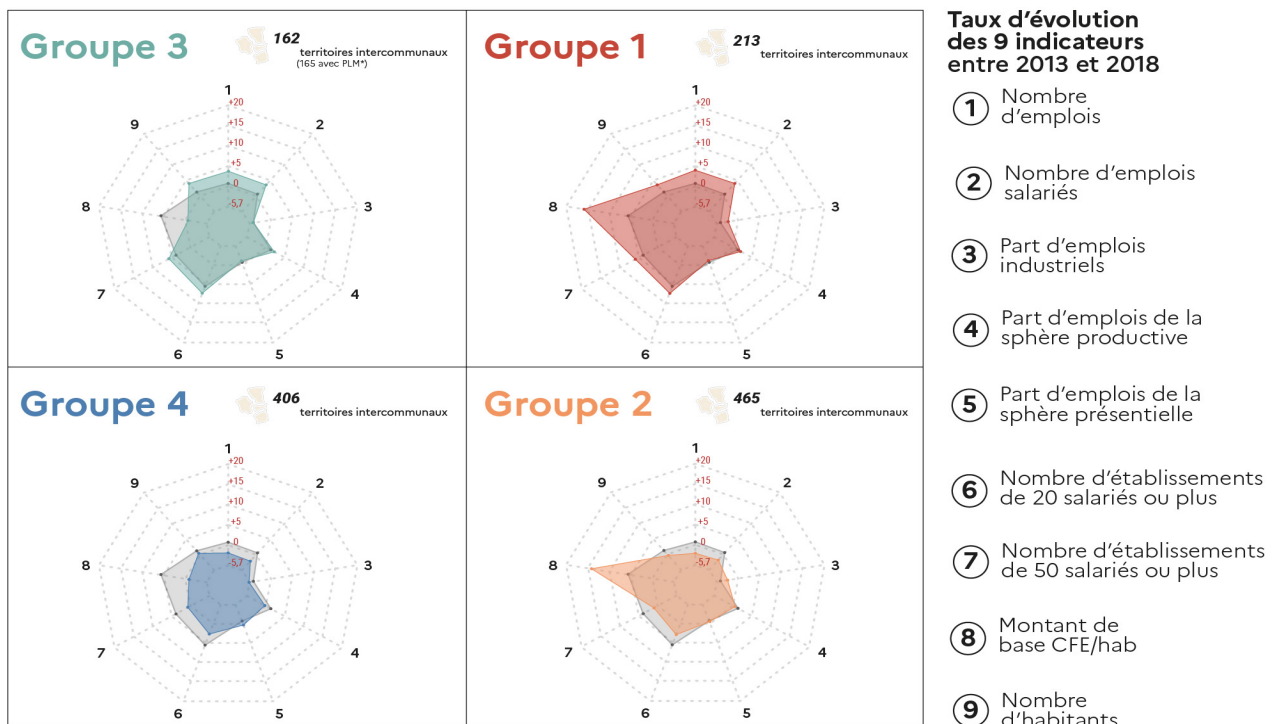 Groupe 3
162
territoires intercommunaux
(165 avec PLM*)
1
+20
+15
+10
+5
0
-5,7
2
3
4
5
6
7
8
9
Groupe 1
213
territoires intercommunaux
1
+20
+15
+10
+5
0
-5,7
2
3
4
5
6
7
8
9
Groupe 4
406
territoires intercommunaux
1
+20
+15
+10
+5
0
-5,7
2
3
4
5
6
7
8
9
Groupe 2
465
territoires intercommunaux
1
+20
+15
+10
+5
0
-5,7
2
3
4
5
6
7
8
9
Taux d'évolution
des 9 indicateurs
entre 2013 et 2018
1 Nombre
d'emplois
2 Nombre d'emplois
salariés
3 Part d'emplois
industriels
4 Part d'emplois de la
sphère productive
5 Part d'emplois de la
sphère présentielle
6 Nombre d'établissements
de 20 salariés ou plus
7 Nombre d'établissements
de 50 salariés ou plus
8 Montant de
base CFE/hab
9 Nombre
d'habitants